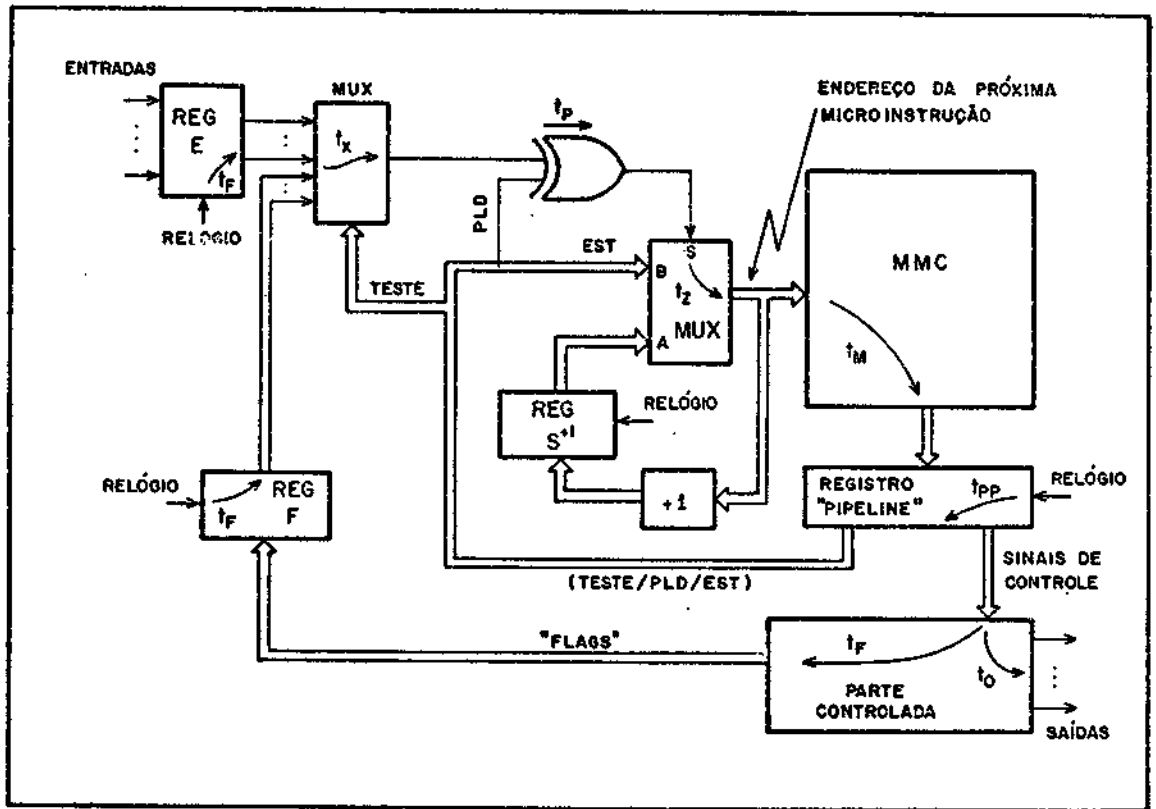 ENTRADAS
REG
E
t_F
RELOGIO
MUX
t_X
t_P
PLD
ENDEREÇO DA PRÓXIMA
MICROINSTRUÇÃO
TESTE
EST
S
B
t_Z
MUX
A
MMC
t_M
REG
S+1
RELÓGIO
+1
RELÓGIO
t_F
REG
F
REGISTRO
"PIPELINE"
t_PP
RELÓGIO
(TESTE/PLD/EST)
SINAIS DE
CONTROLE
"FLAGS"
t_F
t_O
PARTE
CONTROLADA
SAÍDAS